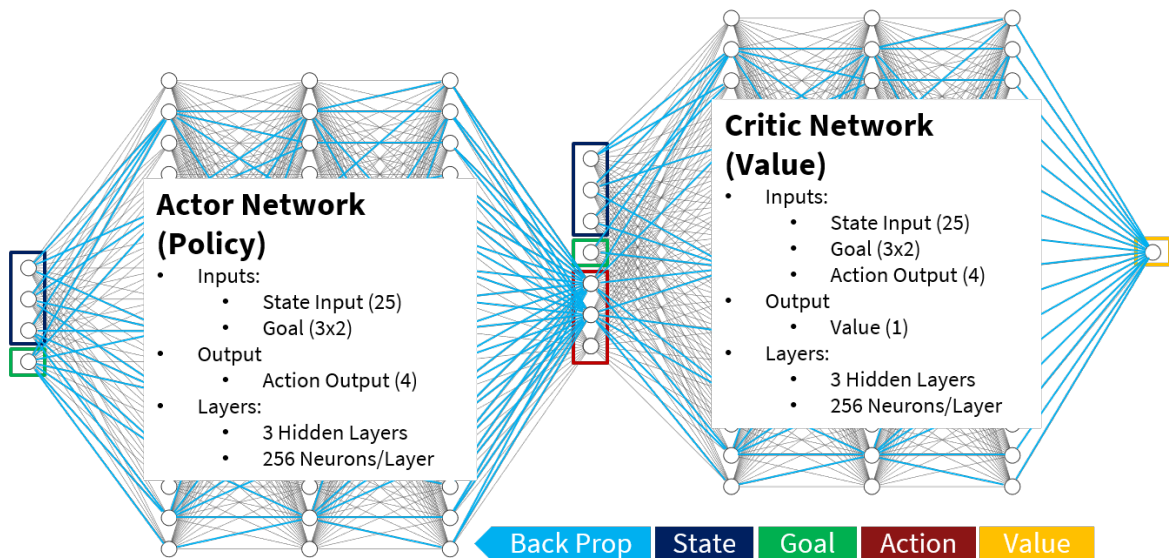 Actor Network
(Policy)
• Inputs:
• State Input (25)
• Goal (3x2)
• Output
• Action Output (4)
• Layers:
• 3 Hidden Layers
• 256 Neurons/Layer
Critic Network
(Value)
• Inputs:
• State Input (25)
• Goal (3x2)
• Action Output (4)
• Output
• Value (1)
• Layers:
• 3 Hidden Layers
• 256 Neurons/Layer
Back Prop State Goal Action Value